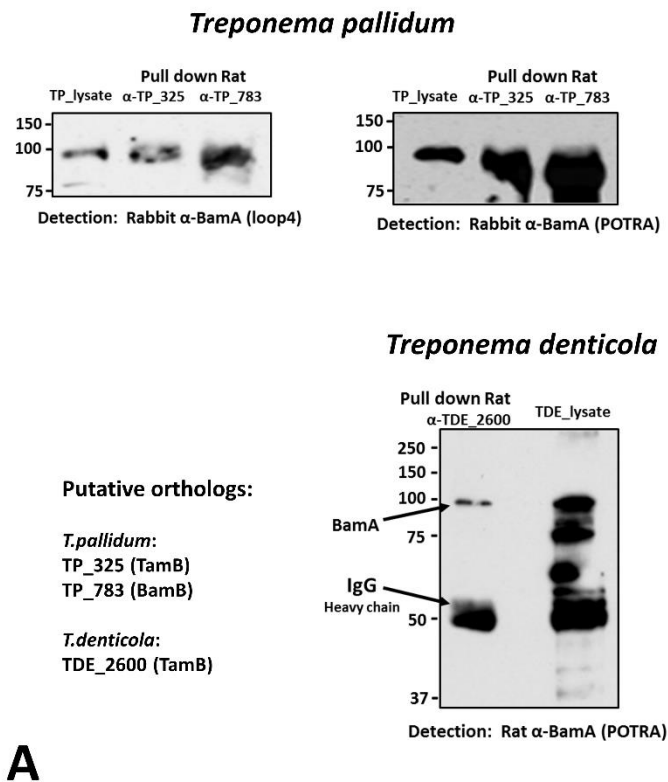 Treponema pallidum
Pull down Rat
TP_lysate α-TP_325 α-TP_783
150
100
75
Detection: Rabbit α-BamA (loop4)
Pull down Rat
TP_lysate α-TP_325 α-TP_783
150
100
75
Detection: Rabbit α-BamA (POTRA)
Treponema denticola
Pull down Rat
α-TDE_2600 TDE_lysate
250
150
100
BamA
75
IgG
Heavy chain
50
37
Detection: Rat α-BamA (POTRA)
Putative orthologs:
T.pallidum:
TP_325 (TamB)
TP_783 (BamB)
T.denticola:
TDE_2600 (TamB)
A